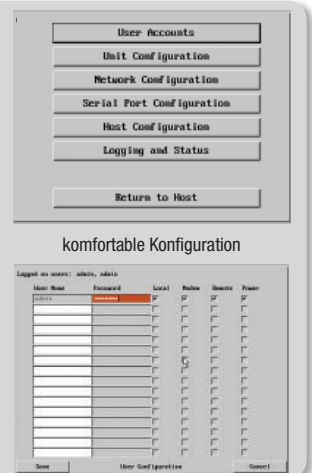 User Accounts
Unit Configuration
Network Configuration
Serial Port Configuration
Host Configuration
Logging and Status
Return to Host
komfortable Konfiguration
Logged on users: admin, admin
User Name Password Local Modem Remote Power
admin
Save User Configuration Cancel